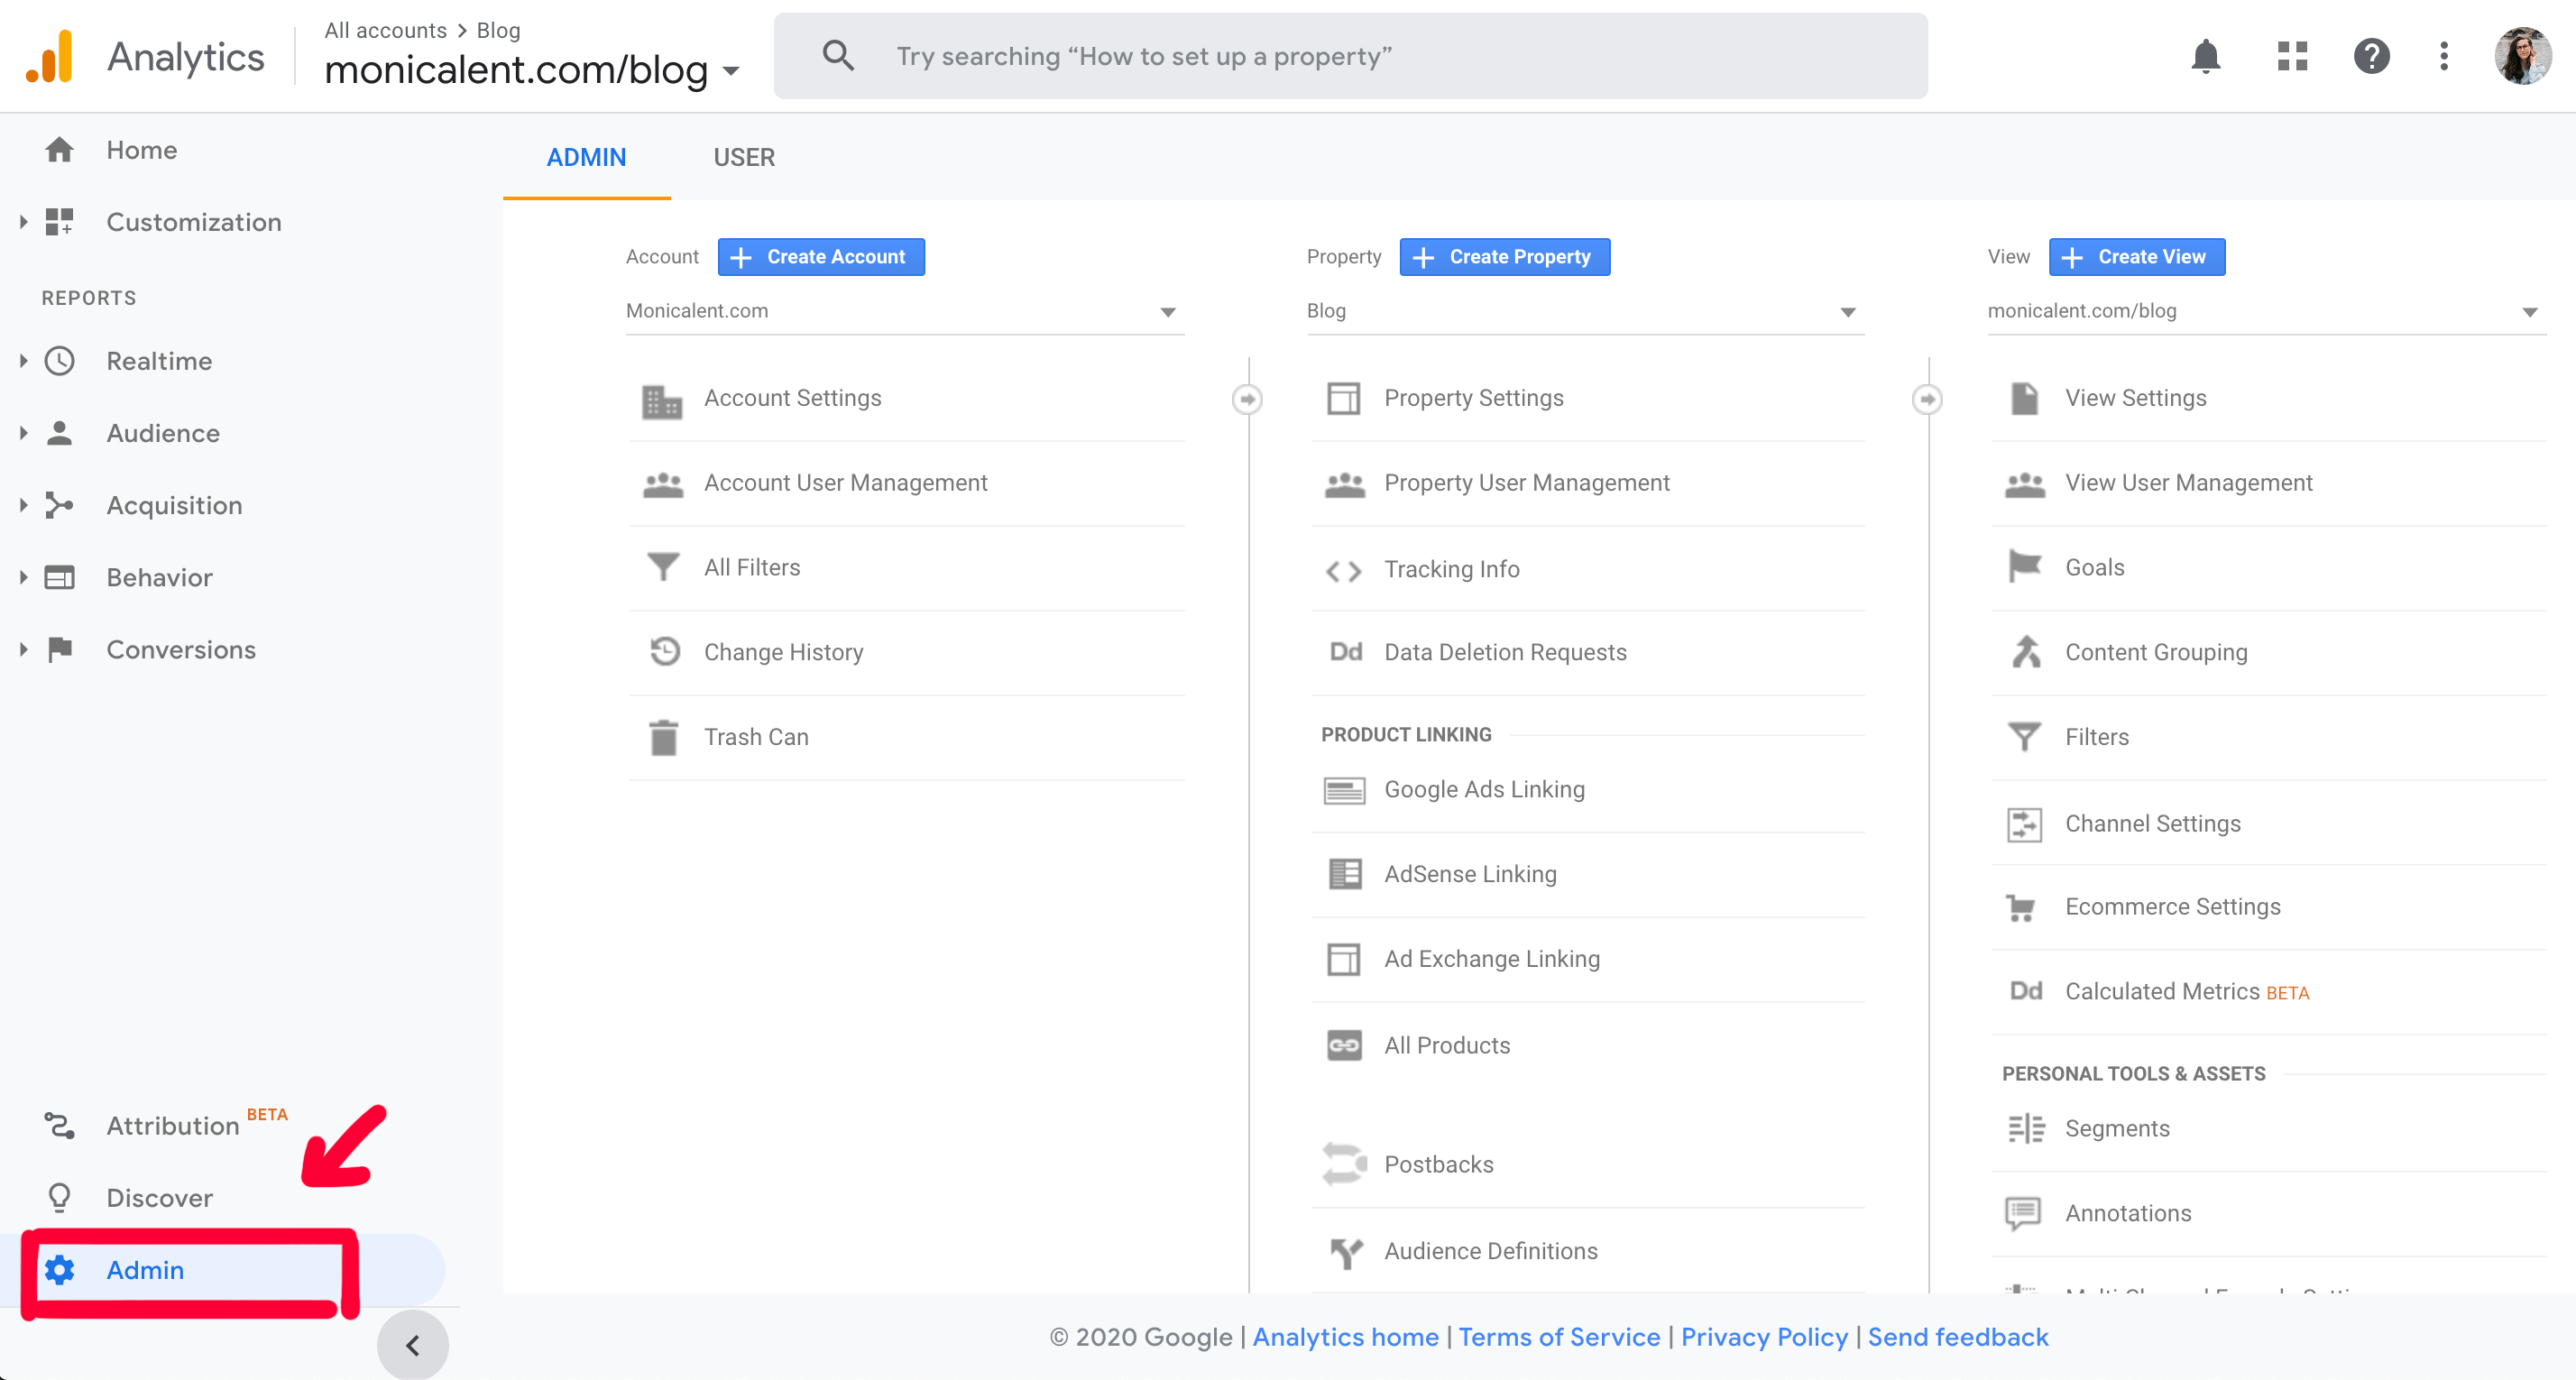 Analytics
All accounts > Blog
monicalent.com/blog
Try searching “How to set up a property”
Home
Customization
REPORTS
Realtime
Audience
Acquisition
Behavior
Conversions
Attribution BETA
Discover
Admin
ADMIN
USER
Account
Create Account
Monicalent.com
Account Settings
Account User Management
All Filters
Change History
Trash Can
Property
Create Property
Blog
Property Settings
Property User Management
Tracking Info
Dd Data Deletion Requests
PRODUCT LINKING
Google Ads Linking
AdSense Linking
Ad Exchange Linking
All Products
Postbacks
Audience Definitions
View
Create View
monicalent.com/blog
View Settings
View User Management
Goals
Content Grouping
Filters
Channel Settings
Ecommerce Settings
Dd Calculated Metrics BETA
PERSONAL TOOLS & ASSETS
Segments
Annotations
© 2020 Google | Analytics home | Terms of Service | Privacy Policy | Send feedback